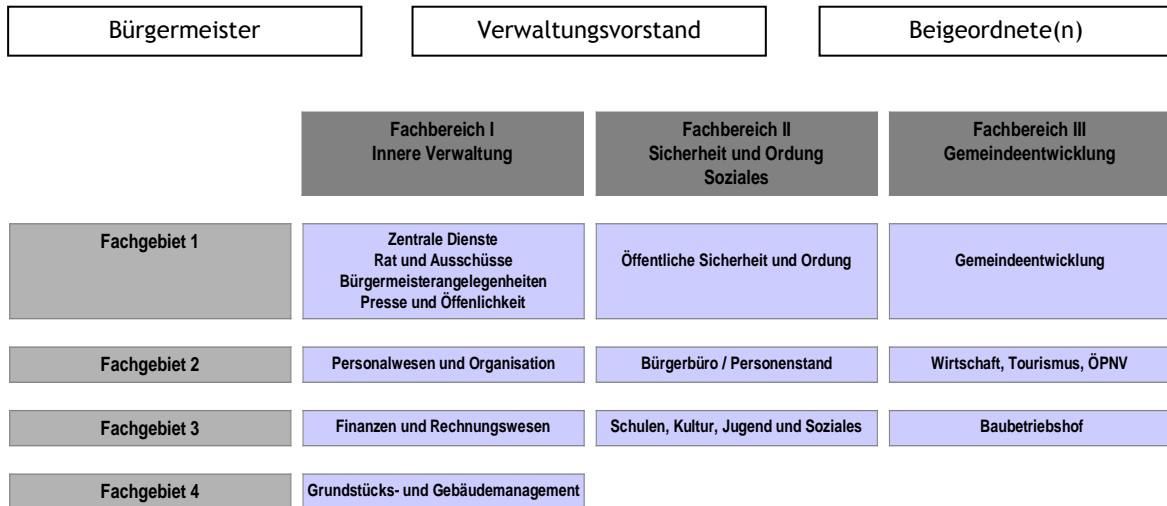 Bürgermeister
Verwaltungsvorstand
Beigeordnete(n)
Fachbereich I
Innere Verwaltung
Fachbereich II
Sicherheit und Ordung
Soziales
Fachbereich III
Gemeindeentwicklung
Fachgebiet 1
Zentrale Dienste
Rat und Ausschüsse
Bürgermeisterangelegenheiten
Presse und Öffenlichkeit
Öffentliche Sicherheit und Ordung
Gemeindeentwicklung
Fachgebiet 2
Personalwesen und Organisation
Bürgerbüro / Personenstand
Wirtschaft, Tourismus, ÖPNV
Fachgebiet 3
Finanzen und Rechnungswesen
Schulen, Kultur, Jugend und Soziales
Baubetriebshof
Fachgebiet 4
Grundstücks- und Gebäudemanagement